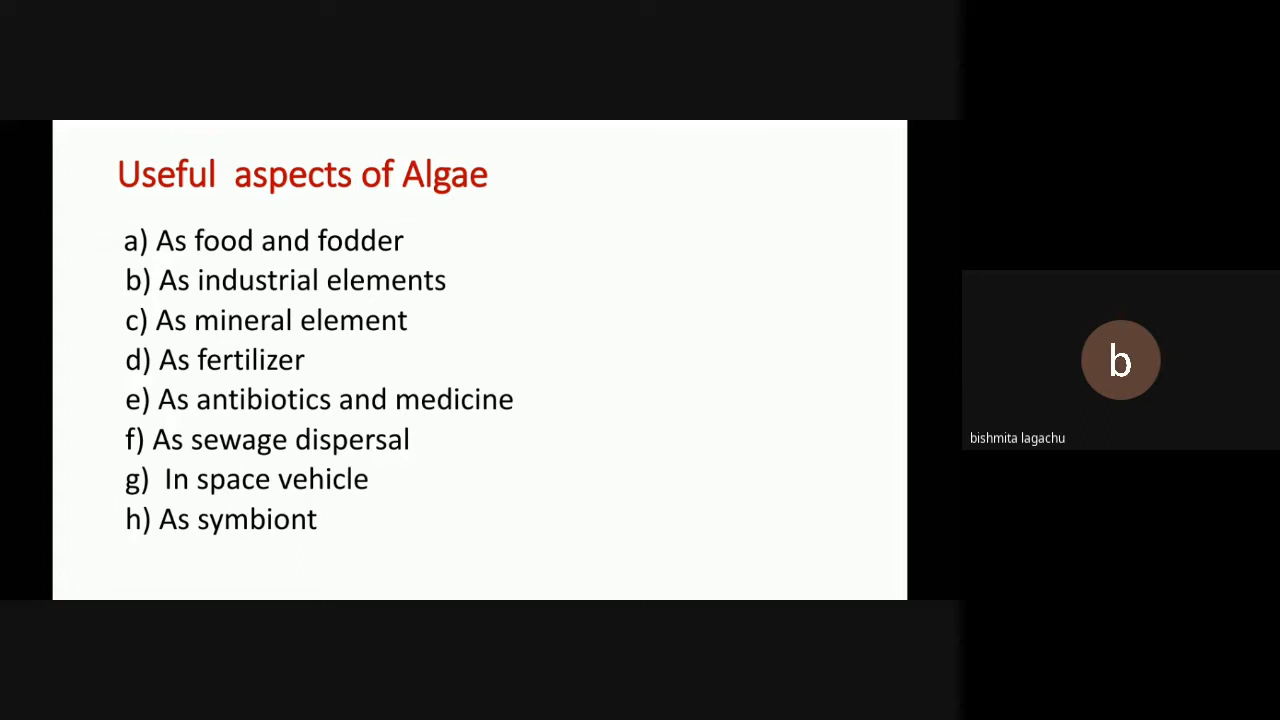 Useful aspects of Algae
a) As food and fodder
b) As industrial elements
c) As mineral element
d) As fertilizer
e) As antibiotics and medicine
f) As sewage dispersal
g) In space vehicle
h) As symbiont
b
bishmita lagachu